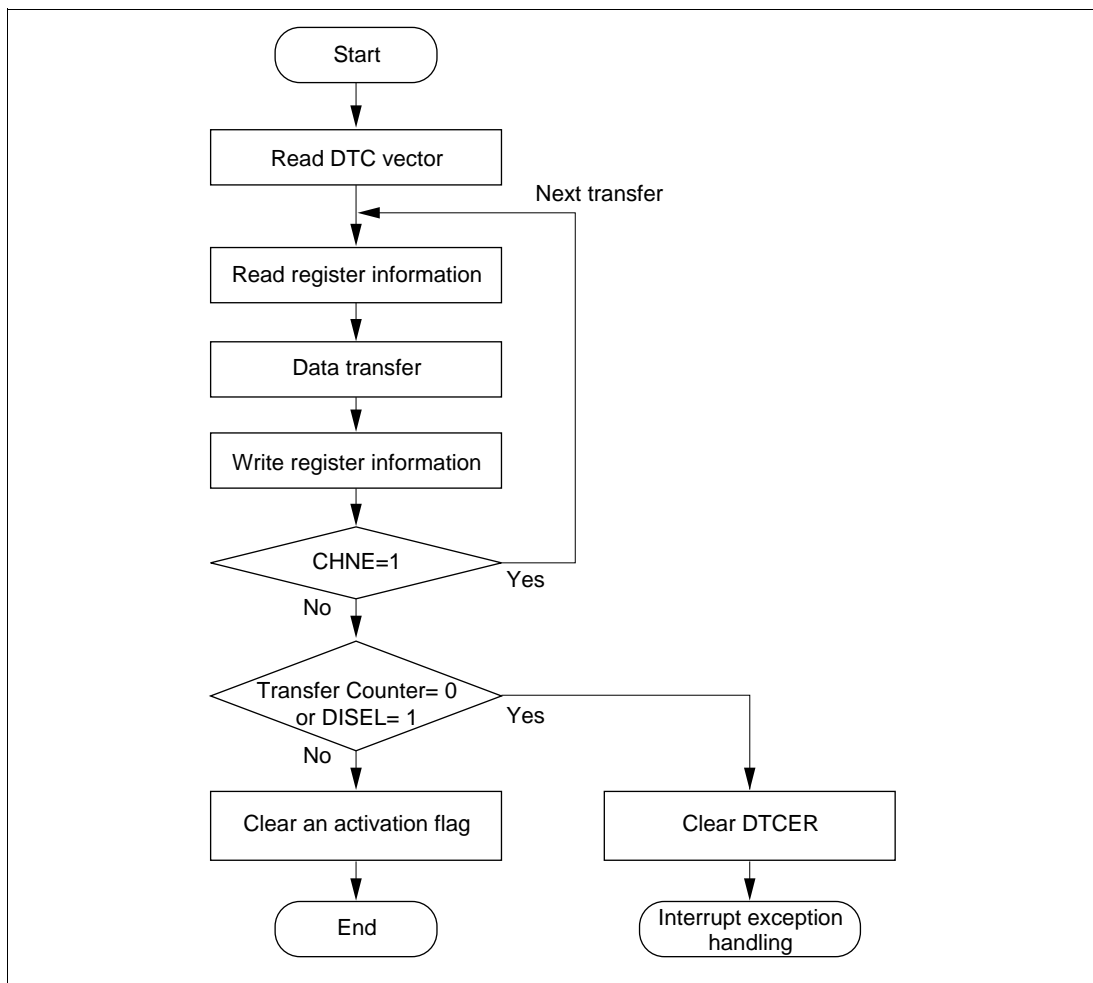 Start
Read DTC vector
Next transfer
Read register information
Data transfer
Write register information
CHNE=1
Yes
No
Transfer Counter= 0
or DISEL= 1
Yes
No
Clear an activation flag
Clear DTCER
End
Interrupt exception
handling